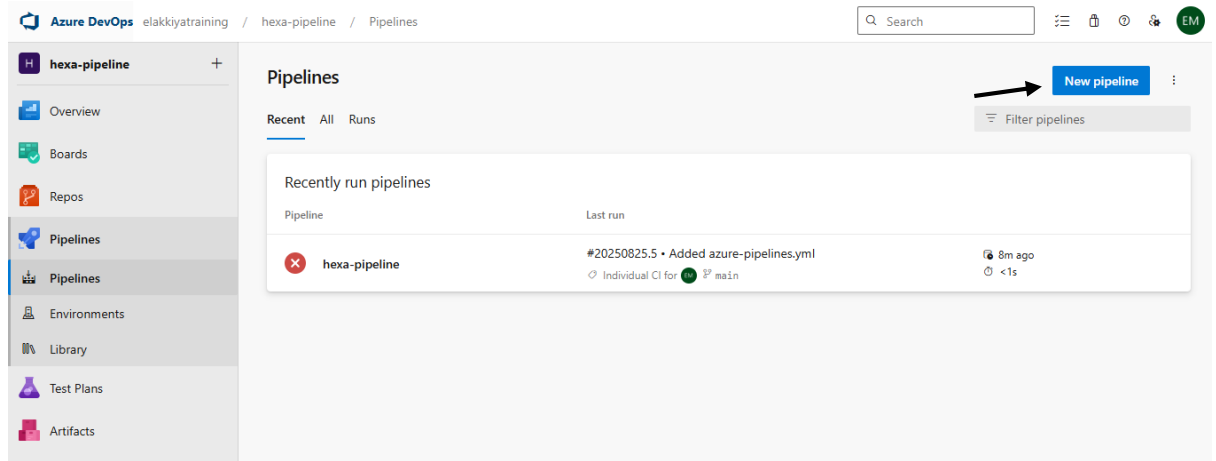 Azure DevOps elakkiyatraining / hexa-pipeline / Pipelines
Search
EM
H hexa-pipeline +
Overview
Boards
Repos
Pipelines
Pipelines
Environments
Library
Test Plans
Artifacts
Pipelines
New pipeline
Recent All Runs
Filter pipelines
Recently run pipelines
Pipeline Last run
hexa-pipeline
#20250825.5 • Added azure-pipelines.yml
Individual CI for EM main
8m ago
<1s